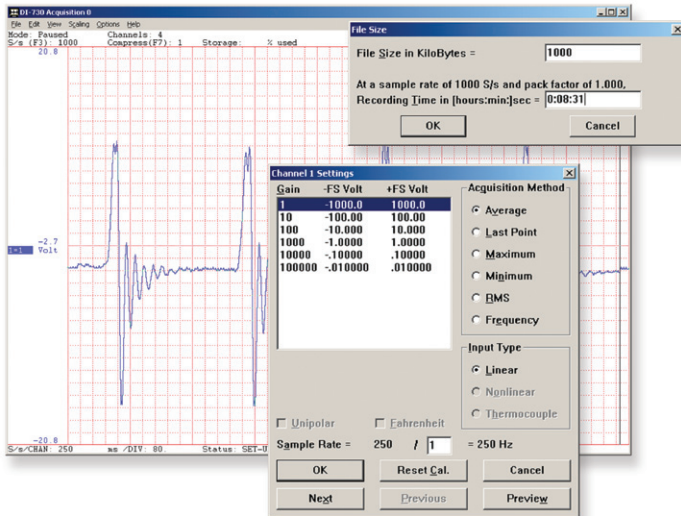 DI-730 Acquisition 0
File Edit View Scaling Options Help
Mode: Paused Channels: 4
S/s (F3): 1000 Compress(F7): 1 Storage: % used
20.8
-2.7
1=1 Volt
-20.8
S/s/CHAN: 250 ms /DIV: 80. Status: SET-U
File Size
File Size in KiloBytes = 1000
At a sample rate of 1000 S/s and pack factor of 1.000,
Recording Time in [hours:min:]sec = 0:08:31
OK Cancel
Channel 1 Settings
Gain -FS Volt +FS Volt
1 -1000.0 1000.0
10 -100.00 100.00
100 -10.000 10.000
1000 -1.0000 1.0000
10000 -.10000 .10000
100000 -.010000 .010000
Acquisition Method
Average
Last Point
Maximum
Minimum
RMS
Frequency
Input Type
Linear
Nonlinear
Thermocouple
Unipolar Fahrenheit
Sample Rate = 250 / 1 = 250 Hz
OK Reset Cal. Cancel
Next Previous Preview